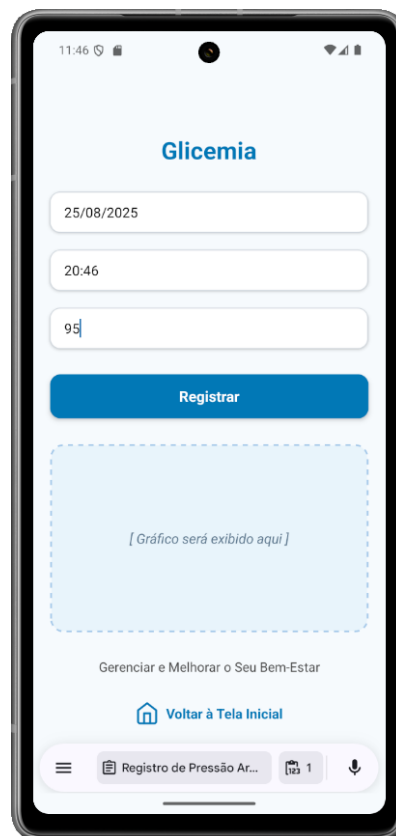 11:46
Glicemia
25/08/2025
20:46
95
Registrar
[ Gráfico será exibido aqui ]
Gerenciar e Melhorar o Seu Bem-Estar
Voltar à Tela Inicial
Registro de Pressão Ar... 123 1